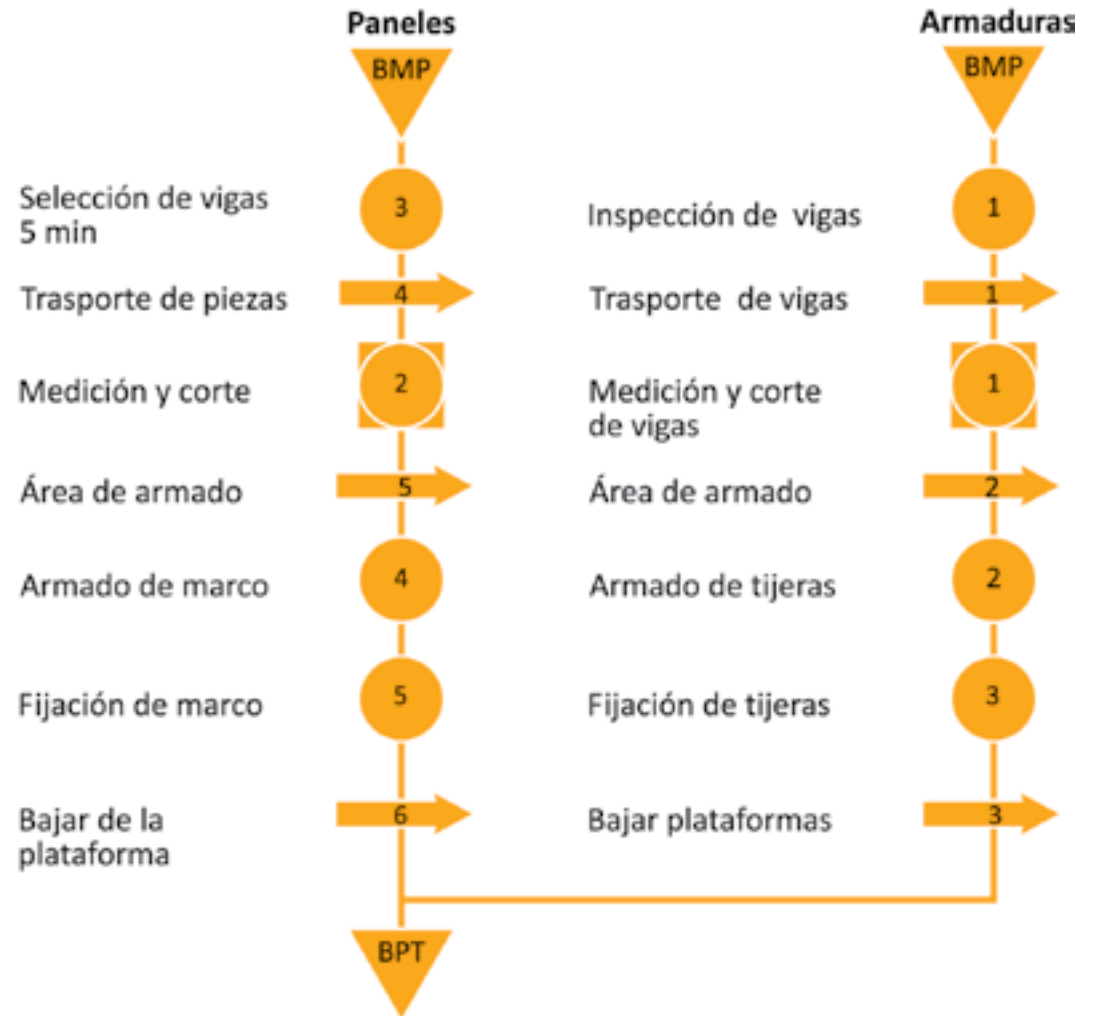 Paneles
BMP
Selección de vigas
5 min
3
Trasporte de piezas
4
Medición y corte
2
Área de armado
5
Armado de marco
4
Fijación de marco
5
Bajar de la
plataforma
6
BPT
Armaduras
BMP
Inspección de vigas
1
Trasporte de vigas
1
Medición y corte
de vigas
1
Área de armado
2
Armado de tijeras
2
Fijación de tijeras
3
Bajar plataformas
3